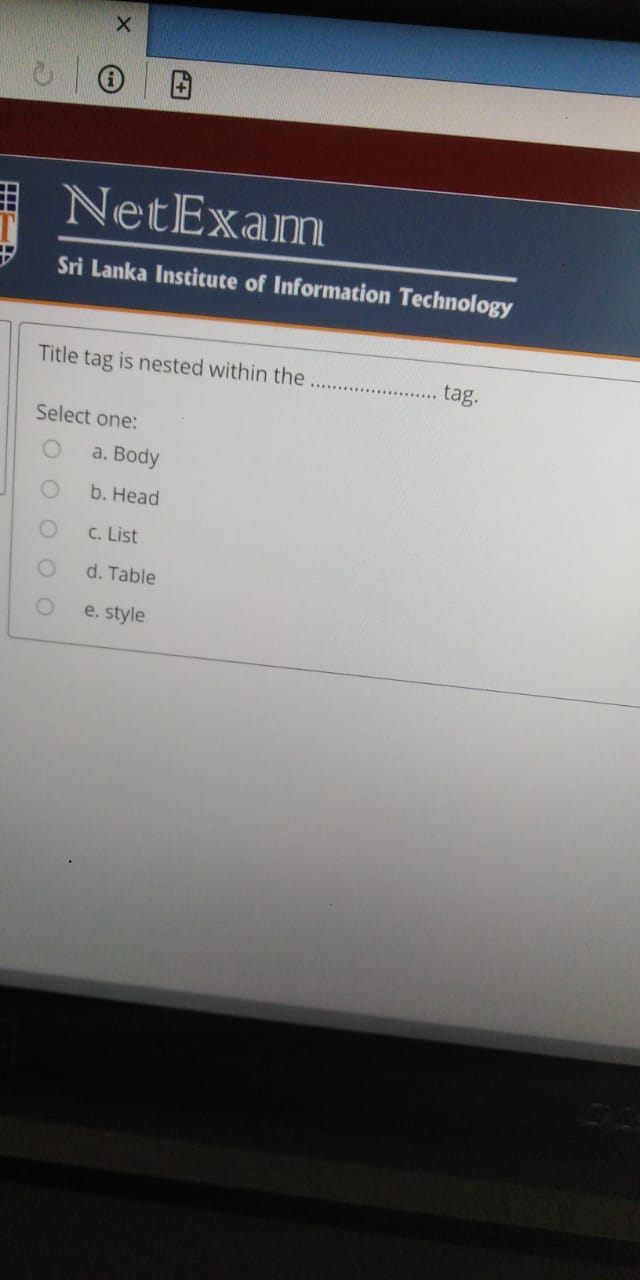 NetExam
Sri Lanka Institute of Information Technology
Title tag is nested within the ....................... tag.
Select one:
a. Body
b. Head
c. List
d. Table
e. style